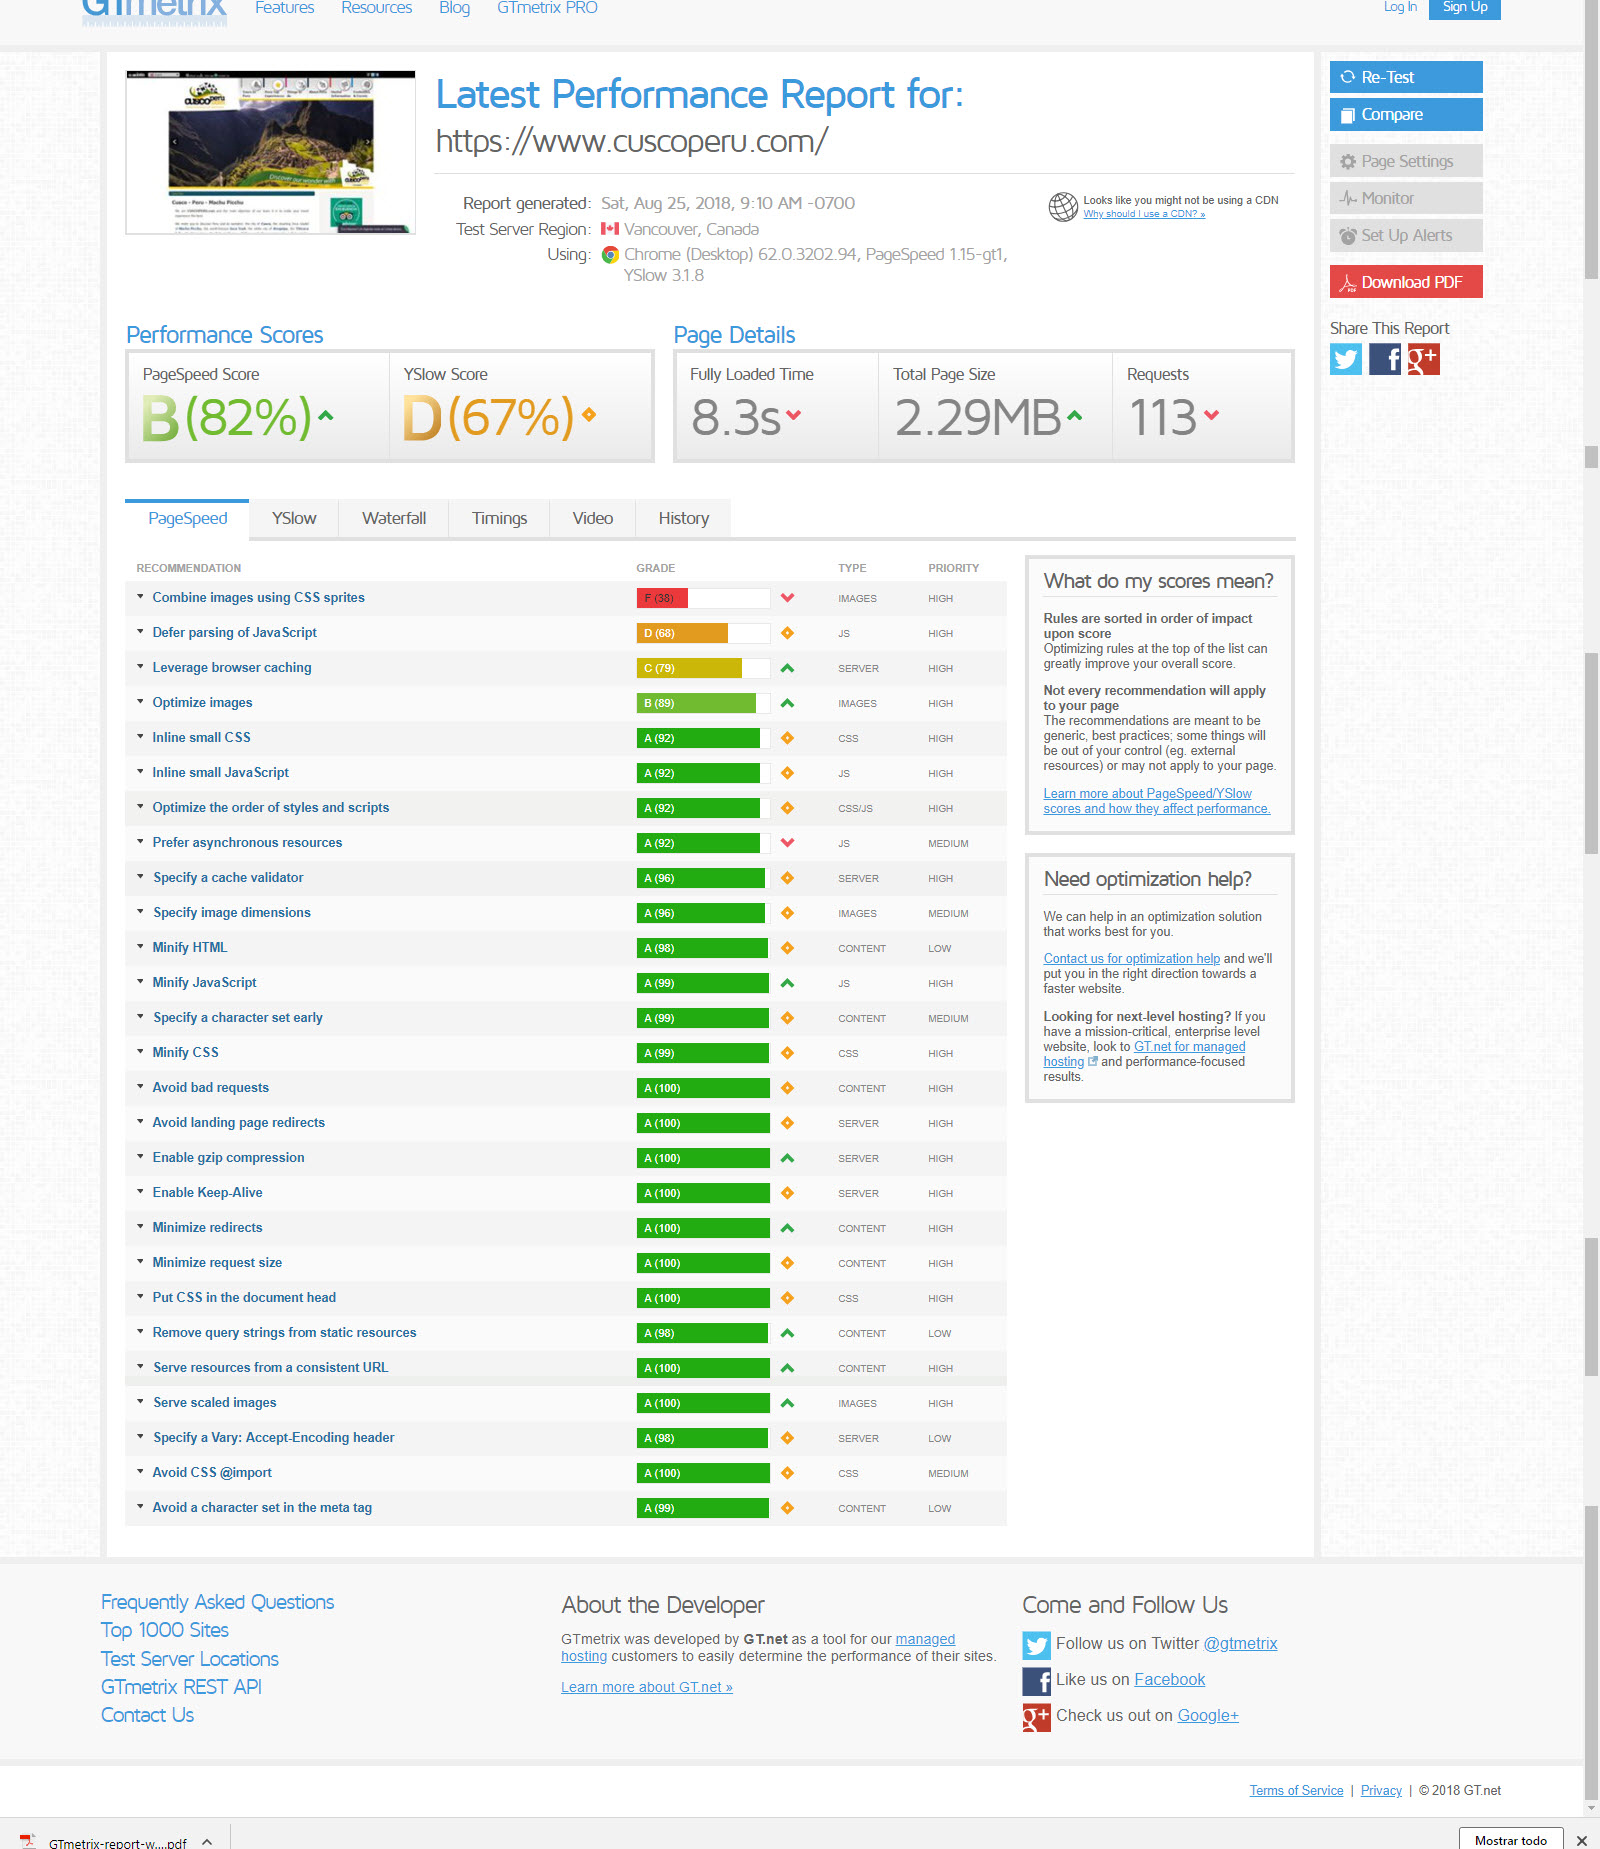 GTmetrix
Features
Resources
Blog
GTmetrix PRO
Log In
Sign Up
Latest Performance Report for:
https://www.cuscoperu.com/
Report generated: Sat, Aug 25, 2018, 9:10 AM -0700
Test Server Region: Vancouver, Canada
Using: Chrome (Desktop) 62.0.3202.94, PageSpeed 1.15-gt1,
YSlow 3.1.8
Looks like you might not be using a CDN
Why should I use a CDN? »
Re-Test
Compare
Page Settings
Monitor
Set Up Alerts
Download PDF
Share This Report
Performance Scores
PageSpeed Score
B (82%)
YSlow Score
D (67%)
Page Details
Fully Loaded Time
8.3s
Total Page Size
2.29MB
Requests
113
PageSpeed
YSlow
Waterfall
Timings
Video
History
RECOMMENDATION GRADE TYPE PRIORITY
Combine images using CSS sprites F (38) IMAGES HIGH
Defer parsing of JavaScript D (68) JS HIGH
Leverage browser caching C (79) SERVER HIGH
Optimize images B (89) IMAGES HIGH
Inline small CSS A (92) CSS HIGH
Inline small JavaScript A (92) JS HIGH
Optimize the order of styles and scripts A (92) CSS/JS HIGH
Prefer asynchronous resources A (92) JS MEDIUM
Specify a cache validator A (96) SERVER HIGH
Specify image dimensions A (96) IMAGES MEDIUM
Minify HTML A (98) CONTENT LOW
Minify JavaScript A (99) JS HIGH
Specify a character set early A (99) CONTENT MEDIUM
Minify CSS A (99) CSS HIGH
Avoid bad requests A (100) CONTENT HIGH
Avoid landing page redirects A (100) SERVER HIGH
Enable gzip compression A (100) SERVER HIGH
Enable Keep-Alive A (100) SERVER HIGH
Minimize redirects A (100) CONTENT HIGH
Minimize request size A (100) CONTENT HIGH
Put CSS in the document head A (100) CSS HIGH
Remove query strings from static resources A (98) CONTENT LOW
Serve resources from a consistent URL A (100) CONTENT HIGH
Serve scaled images A (100) IMAGES HIGH
Specify a Vary: Accept-Encoding header A (98) SERVER LOW
Avoid CSS @import A (100) CSS MEDIUM
Avoid a character set in the meta tag A (99) CONTENT LOW
What do my scores mean?
Rules are sorted in order of impact
upon score
Optimizing rules at the top of the list can
greatly improve your overall score.
Not every recommendation will apply
to your page
The recommendations are meant to be
generic, best practices; some things will
be out of your control (eg. external
resources) or may not apply to your page.
Learn more about PageSpeed/YSlow
scores and how they affect performance.
Need optimization help?
We can help in an optimization solution
that works best for you.
Contact us for optimization help and we'll
put you in the right direction towards a
faster website.
Looking for next-level hosting? If you
have a mission-critical, enterprise level
website, look to GT.net for managed
hosting and performance-focused
results.
Frequently Asked Questions
Top 1000 Sites
Test Server Locations
GTmetrix REST API
Contact Us
About the Developer
GTmetrix was developed by GT.net as a tool for our managed
hosting customers to easily determine the performance of their sites.
Learn more about GT.net »
Come and Follow Us
Follow us on Twitter @gtmetrix
Like us on Facebook
Check us out on Google+
Terms of Service | Privacy | © 2018 GT.net
GTmetrix-report-w....pdf
Mostrar todo